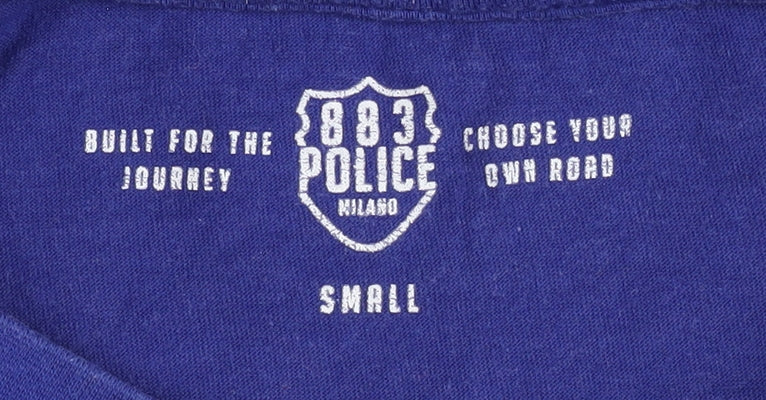 BUILT FOR THE
JOURNEY
883
POLICE
MILANO
CHOOSE YOUR
OWN ROAD
SMALL